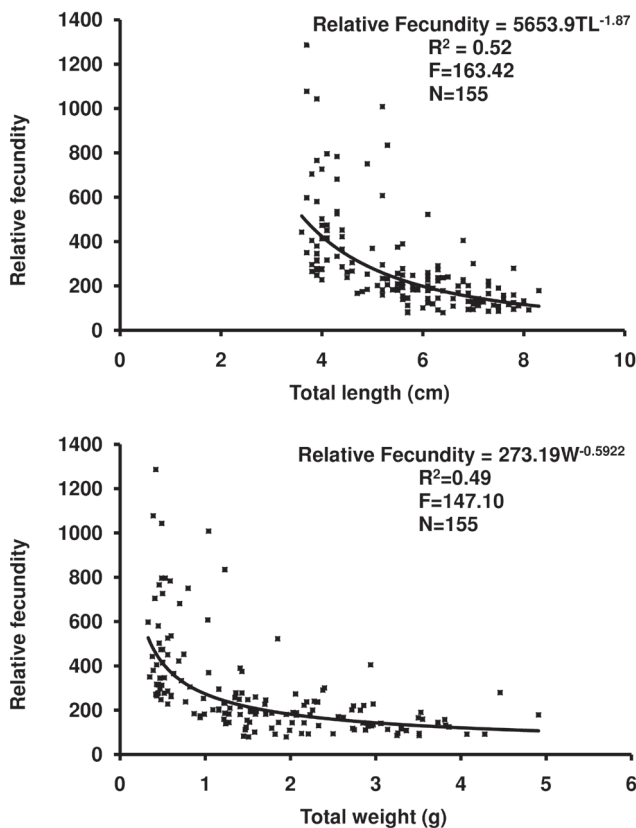 Relative Fecundity = 5653.9TL^-1.87
R² = 0.52
F=163.42
N=155
1400
1200
1000
800
600
400
200
0
Relative fecundity
0 2 4 6 8 10
Total length (cm)
Relative Fecundity = 273.19W^-0.5922
R²=0.49
F=147.10
N=155
1400
1200
1000
800
600
400
200
0
Relative fecundity
0 1 2 3 4 5 6
Total weight (g)